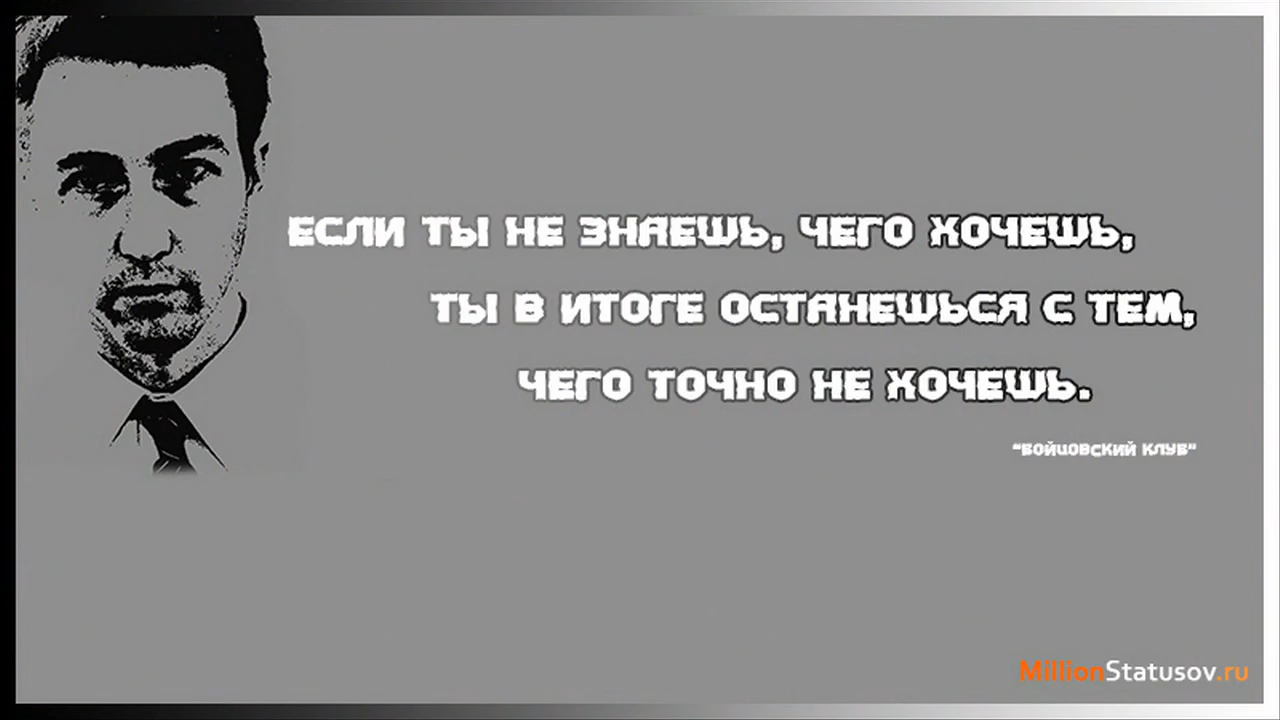 ЕСЛИ ТЫ НЕ ЗНАЕШЬ, ЧЕГО ХОЧЕШЬ,
ТЫ В ИТОГЕ ОСТАНЕШЬСЯ С ТЕМ,
ЧЕГО ТОЧНО НЕ ХОЧЕШЬ.
"БОЙЦОВСКИЙ КЛУБ"
MillionStatusov.ru